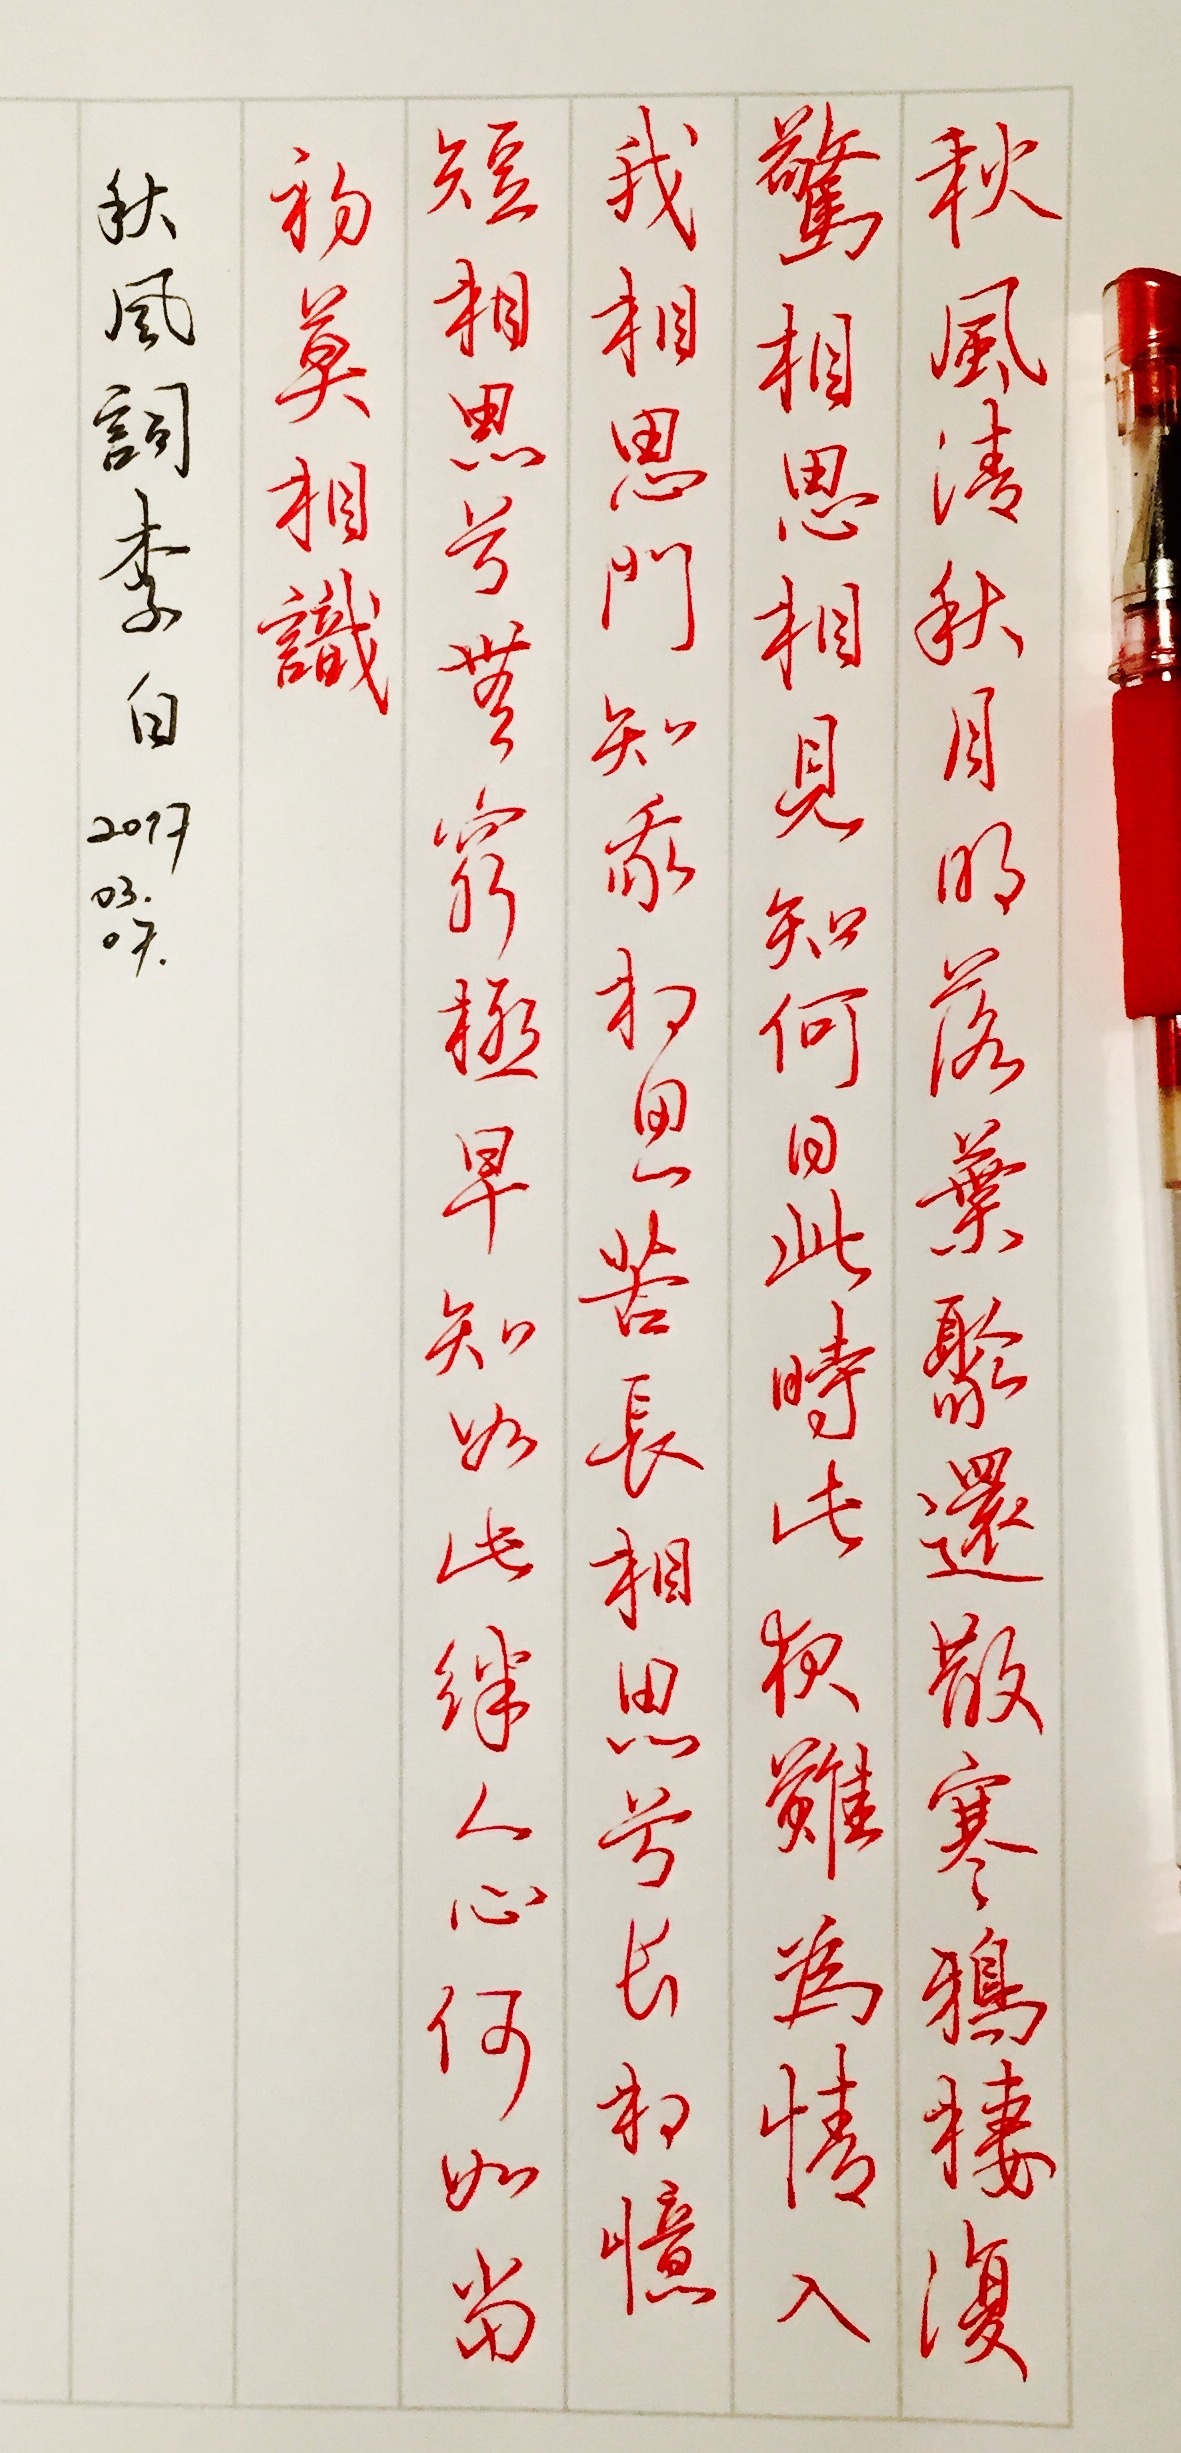 秋風清秋月明落葉聚還散寒鴉棲復
驚相思相見知何日此時此夜難為情入
我相思門知我相思苦長相思兮长相憶
短相思兮無窮極早知如此絆人心何如當
初莫相識
秋風詞李白 2017
03.
07.